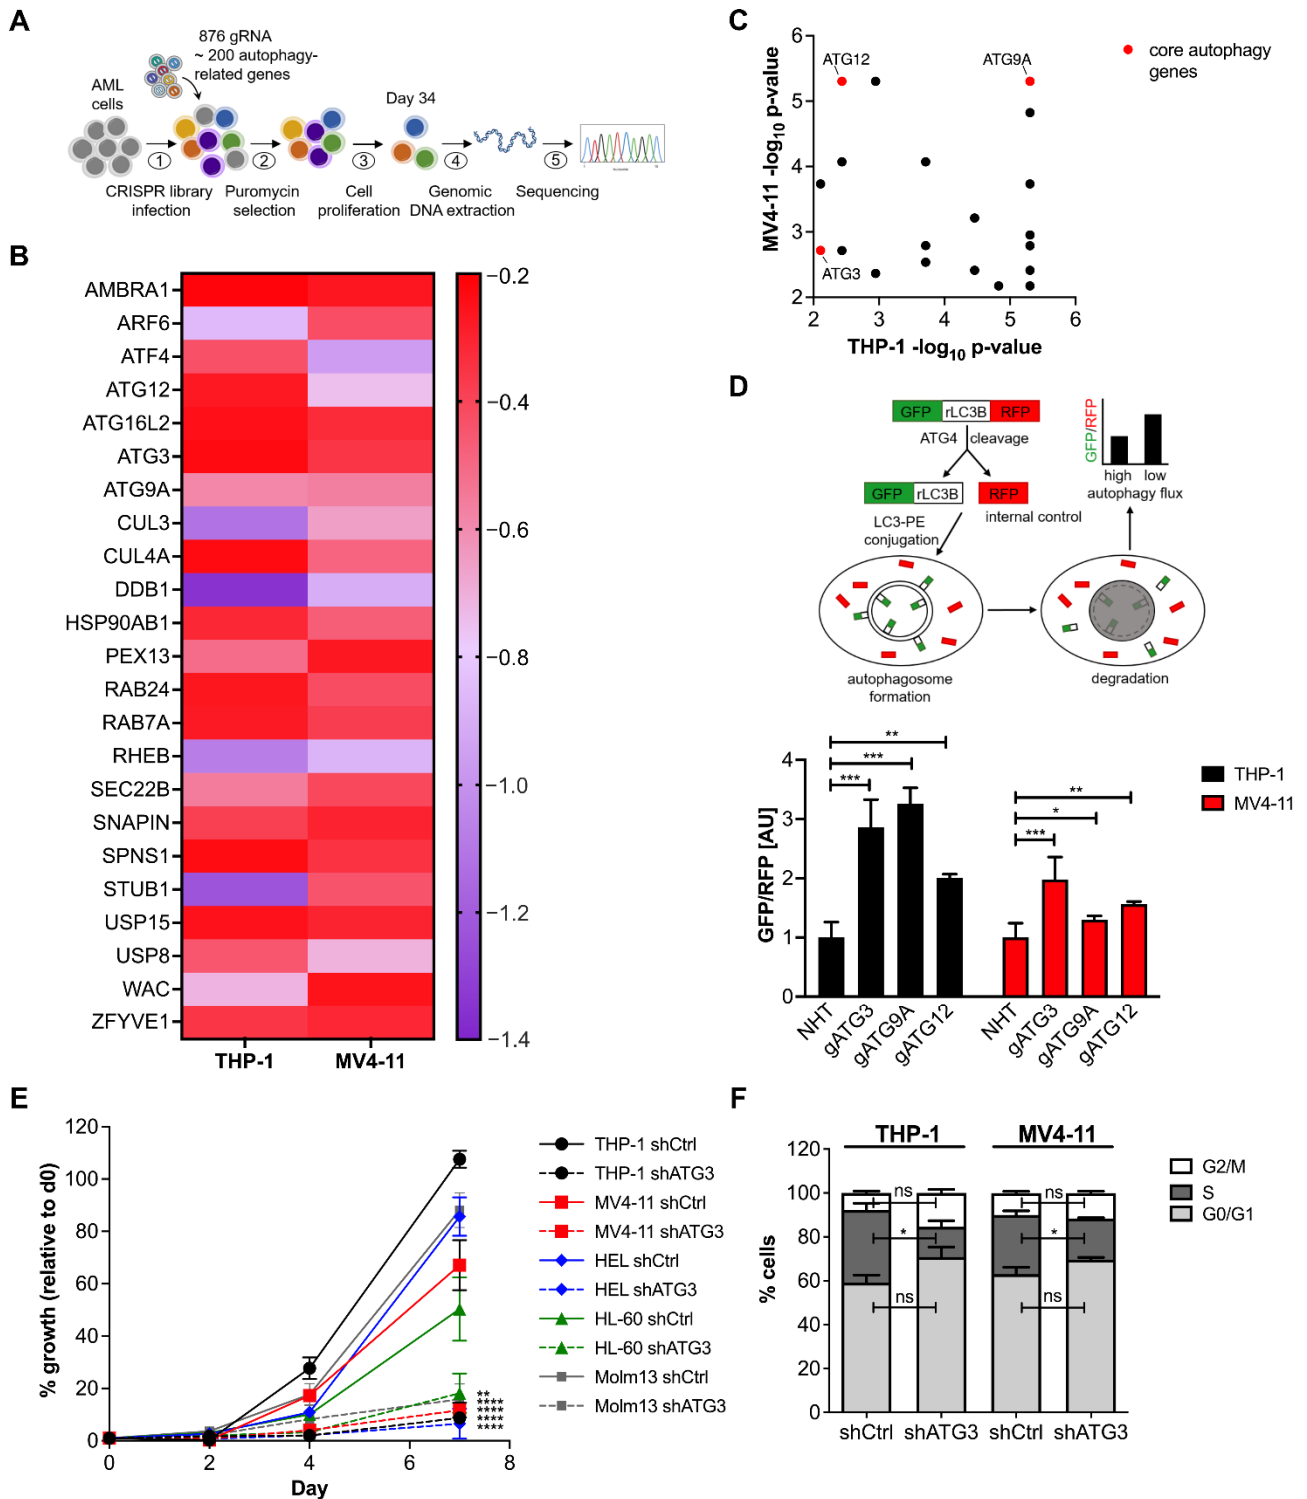 A
876 gRNA
~ 200 autophagy-
related genes
AML
cells
Day 34
1
2
3
4
5
CRISPR library
infection
Puromycin
selection
Cell
proliferation
Genomic
DNA extraction
Sequencing
B
AMBRA1
ARF6
ATF4
ATG12
ATG16L2
ATG3
ATG9A
CUL3
CUL4A
DDB1
HSP90AB1
PEX13
RAB24
RAB7A
RHEB
SEC22B
SNAPIN
SPNS1
STUB1
USP15
USP8
WAC
ZFYVE1
THP-1 MV4-11
−0.2
−0.4
−0.6
−0.8
−1.0
−1.2
−1.4
C
MV4-11 -log10 p-value
6
5
4
3
2
ATG12
ATG9A
ATG3
2 3 4 5 6
THP-1 -log10 p-value
core autophagy
genes
D
GFP rLC3B RFP
ATG4 cleavage
GFP rLC3B RFP
LC3-PE
conjugation
internal control
autophagosome
formation
degradation
GFP/RFP
high low
autophagy flux
GFP/RFP [AU]
4
3
2
1
0
**
***
***
**
*
***
NHT
gATG3
gATG9A
gATG12
NHT
gATG3
gATG9A
gATG12
THP-1
MV4-11
E
% growth (relative to d0)
120
100
80
60
40
20
0
0 2 4 6 8
Day
**
****
****
****
****
THP-1 shCtrl
THP-1 shATG3
MV4-11 shCtrl
MV4-11 shATG3
HEL shCtrl
HEL shATG3
HL-60 shCtrl
HL-60 shATG3
Molm13 shCtrl
Molm13 shATG3
F
THP-1 MV4-11
% cells
120
100
80
60
40
20
0
ns
*
ns
ns
*
ns
shCtrl shATG3 shCtrl shATG3
G2/M
S
G0/G1